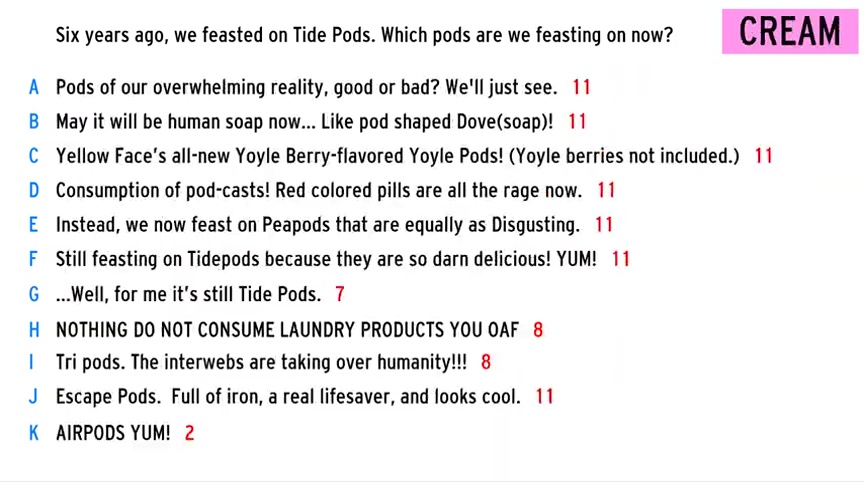 Six years ago, we feasted on Tide Pods. Which pods are we feasting on now?
CREAM
A Pods of our overwhelming reality, good or bad? We'll just see. 11
B May it will be human soap now... Like pod shaped Dove(soap)! 11
C Yellow Face's all-new Yoyle Berry-flavored Yoyle Pods! (Yoyle berries not included.) 11
D Consumption of pod-casts! Red colored pills are all the rage now. 11
E Instead, we now feast on Peapods that are equally as Disgusting. 11
F Still feasting on Tidepods because they are so darn delicious! YUM! 11
G ...Well, for me it's still Tide Pods. 7
H NOTHING DO NOT CONSUME LAUNDRY PRODUCTS YOU OAF 8
I Tri pods. The interwebs are taking over humanity!!! 8
J Escape Pods. Full of iron, a real lifesaver, and looks cool. 11
K AIRPODS YUM! 2